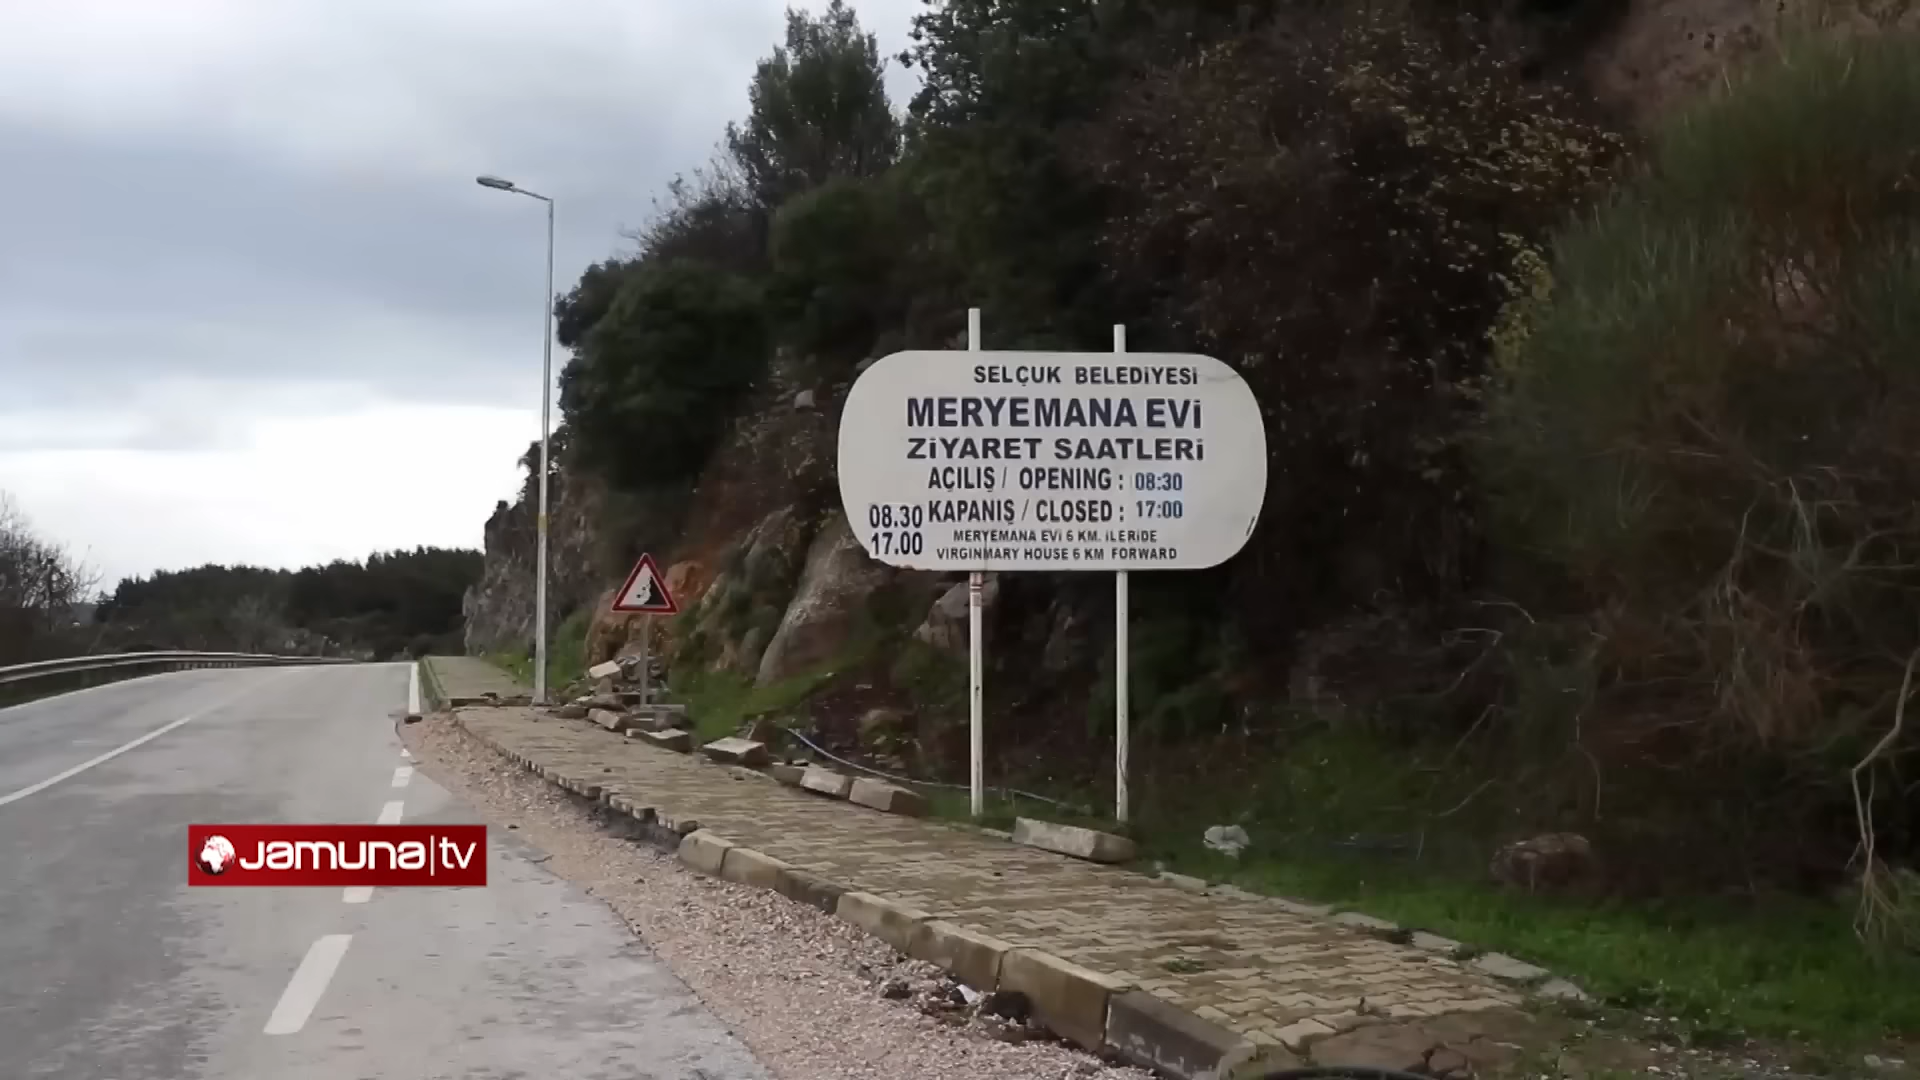 SELÇUK BELEDİYESİ
MERYEMANA EVİ
ZİYARET SAATLERİ
AÇILIŞ / OPENING : 08:30
08.30 KAPANIŞ / CLOSED : 17:00
17.00
MERYEMANA EVİ 6 KM. İLERİDE
VIRGINMARY HOUSE 6 KM FORWARD
Jamuna|tv